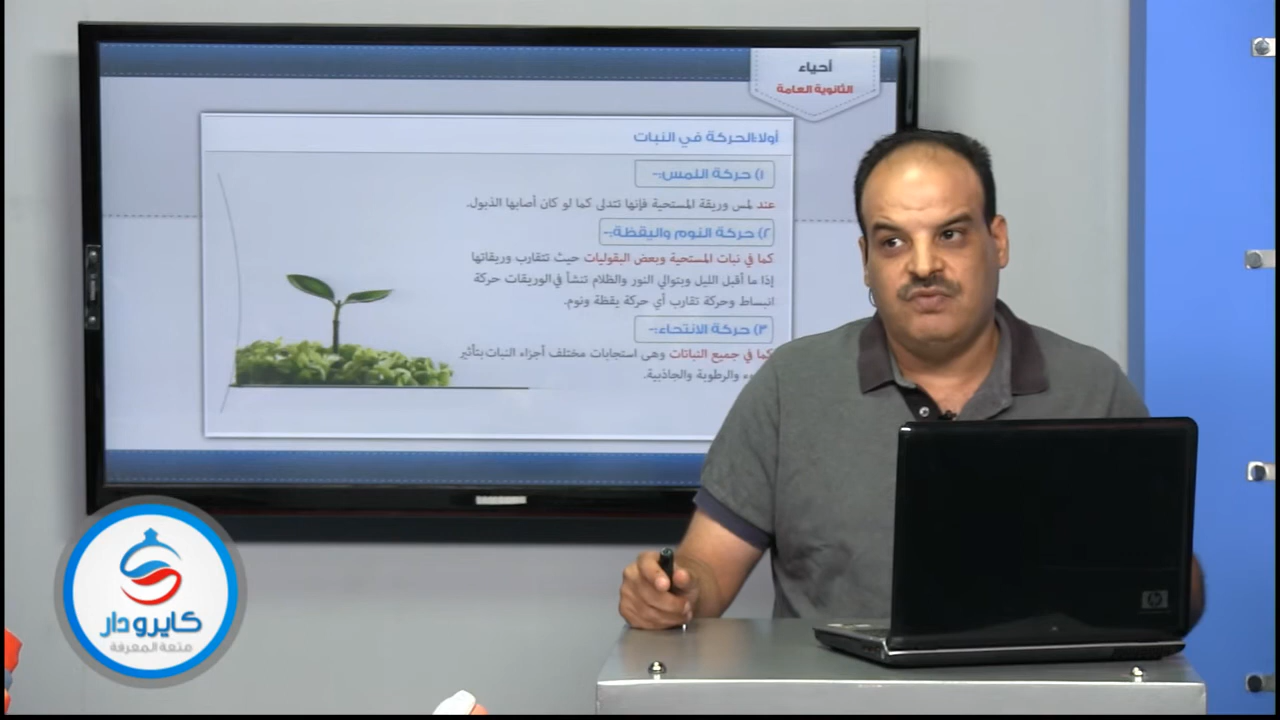 أحياء
الثانوية العامة
أولا:الحركة في النبات
١) حركة اللمس:-
عند لمس وريقة المستحية فإنها تتدلى كما لو كان أصابها الذبول.
٢) حركة النوم واليقظة:-
كما في نبات المستحية وبعض البقوليات حيث تتقارب وريقاتها
إذا ما أقبل الليل وبتوالي النور والظلام تنشأ في الوريقات حركة
انبساط وحركة تقارب أي حركة يقظة ونوم.
٣) حركة الانتحاء:-
كما في جميع النباتات وهى استجابات مختلف أجزاء النبات بتأثير
والرطوبة والجاذبية.
كايرو دار
متعة المعرفة
hp